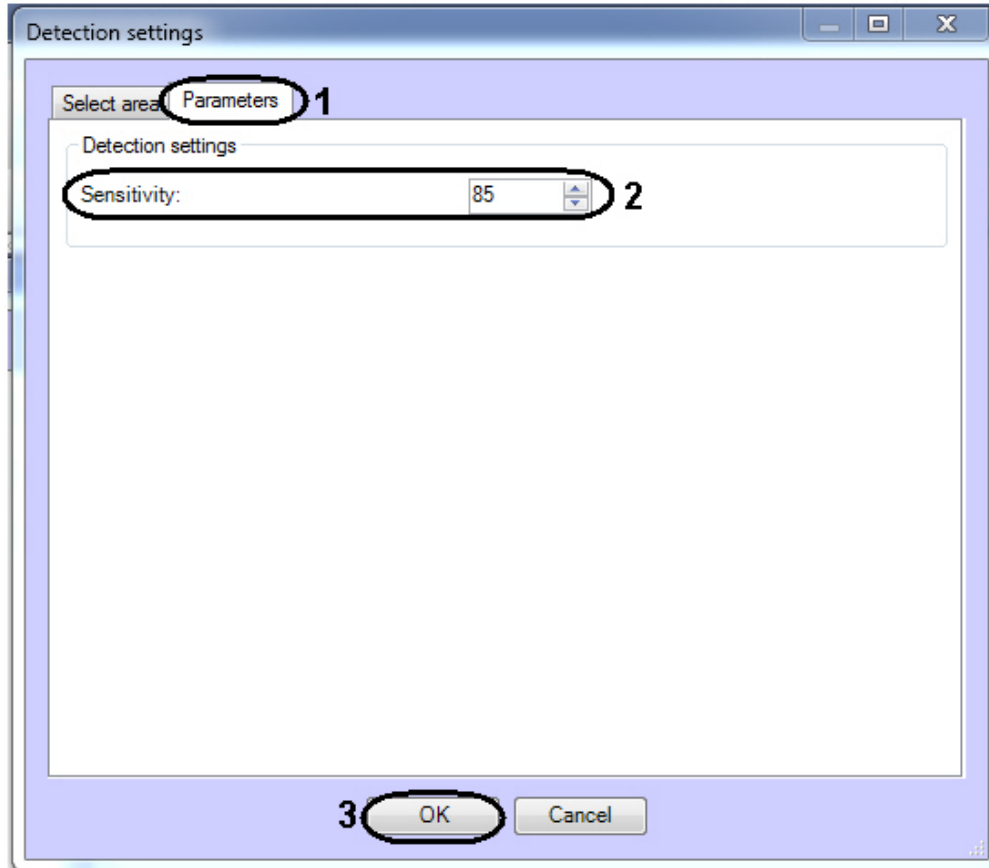 Detection settings
Select area Parameters 1
Detection settings
Sensitivity: 85 2
3 OK Cancel